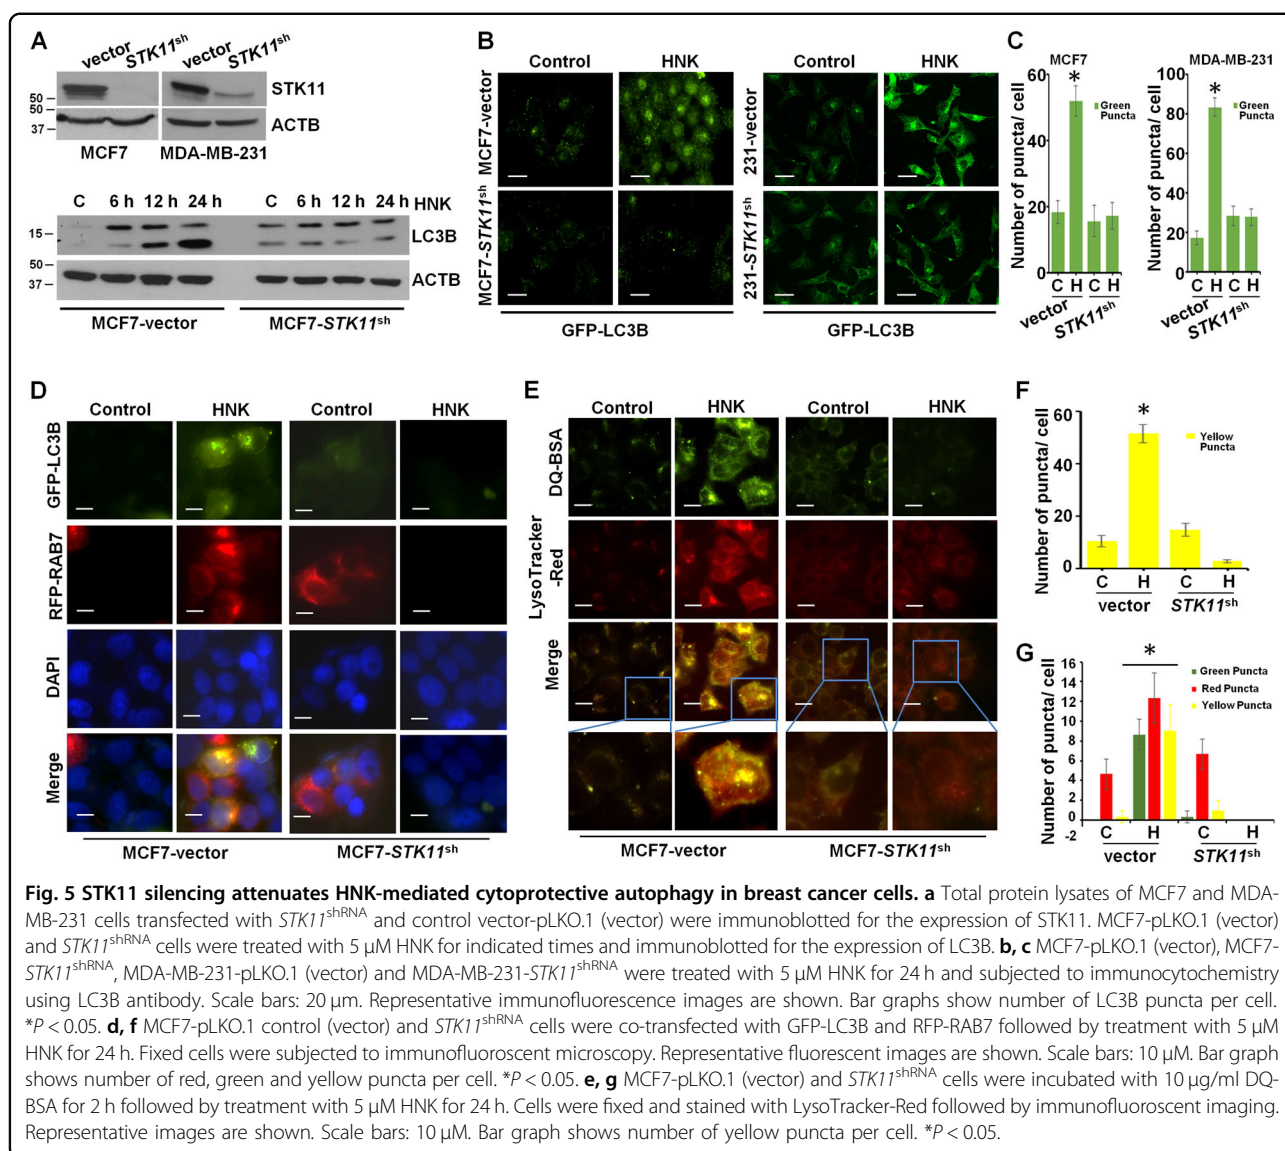 A
vector
STK11sh
vector
STK11sh
50
50
37
STK11
ACTB
MCF7
MDA-MB-231
C 6 h 12 h 24 h C 6 h 12 h 24 h HNK
15
LC3B
50
37
ACTB
MCF7-vector
MCF7-STK11sh
B
Control HNK Control HNK
MCF7-vector
231-vector
MCF7-STK11sh
231-STK11sh
GFP-LC3B
GFP-LC3B
C
MCF7
MDA-MB-231
Number of puncta/ cell
60
40
20
0
*
Green
Puncta
C H C H
vector
STK11sh
Number of puncta/ cell
100
80
60
40
20
0
*
Green
Puncta
C H C H
vector
STK11sh
D
Control HNK Control HNK
GFP-LC3B
RFP-RAB7
DAPI
Merge
MCF7-vector
MCF7-STK11sh
E
Control HNK Control HNK
DQ-BSA
LysoTracker
-Red
Merge
MCF7-vector
MCF7-STK11sh
F
Number of puncta/ cell
60
40
20
0
*
Yellow
Puncta
C H C H
vector
STK11sh
G
Number of puncta/ cell
16
14
12
10
8
6
4
2
0
-2
*
Green Puncta
Red Puncta
Yellow Puncta
C H C H
vector
STK11sh
Fig. 5 STK11 silencing attenuates HNK-mediated cytoprotective autophagy in breast cancer cells. a Total protein lysates of MCF7 and MDA-
MB-231 cells transfected with STK11shRNA and control vector-pLKO.1 (vector) were immunoblotted for the expression of STK11. MCF7-pLKO.1 (vector)
and STK11shRNA cells were treated with 5 µM HNK for indicated times and immunoblotted for the expression of LC3B. b, c MCF7-pLKO.1 (vector), MCF7-
STK11shRNA, MDA-MB-231-pLKO.1 (vector) and MDA-MB-231-STK11shRNA were treated with 5 µM HNK for 24 h and subjected to immunocytochemistry
using LC3B antibody. Scale bars: 20 µm. Representative immunofluorescence images are shown. Bar graphs show number of LC3B puncta per cell.
*P < 0.05. d, f MCF7-pLKO.1 control (vector) and STK11shRNA cells were co-transfected with GFP-LC3B and RFP-RAB7 followed by treatment with 5 µM
HNK for 24 h. Fixed cells were subjected to immunofluoroscent microscopy. Representative fluorescent images are shown. Scale bars: 10 µM. Bar graph
shows number of red, green and yellow puncta per cell. *P < 0.05. e, g MCF7-pLKO.1 (vector) and STK11shRNA cells were incubated with 10 µg/ml DQ-
BSA for 2 h followed by treatment with 5 µM HNK for 24 h. Cells were fixed and stained with LysoTracker-Red followed by immunofluoroscent imaging.
Representative images are shown. Scale bars: 10 µM. Bar graph shows number of yellow puncta per cell. *P < 0.05.